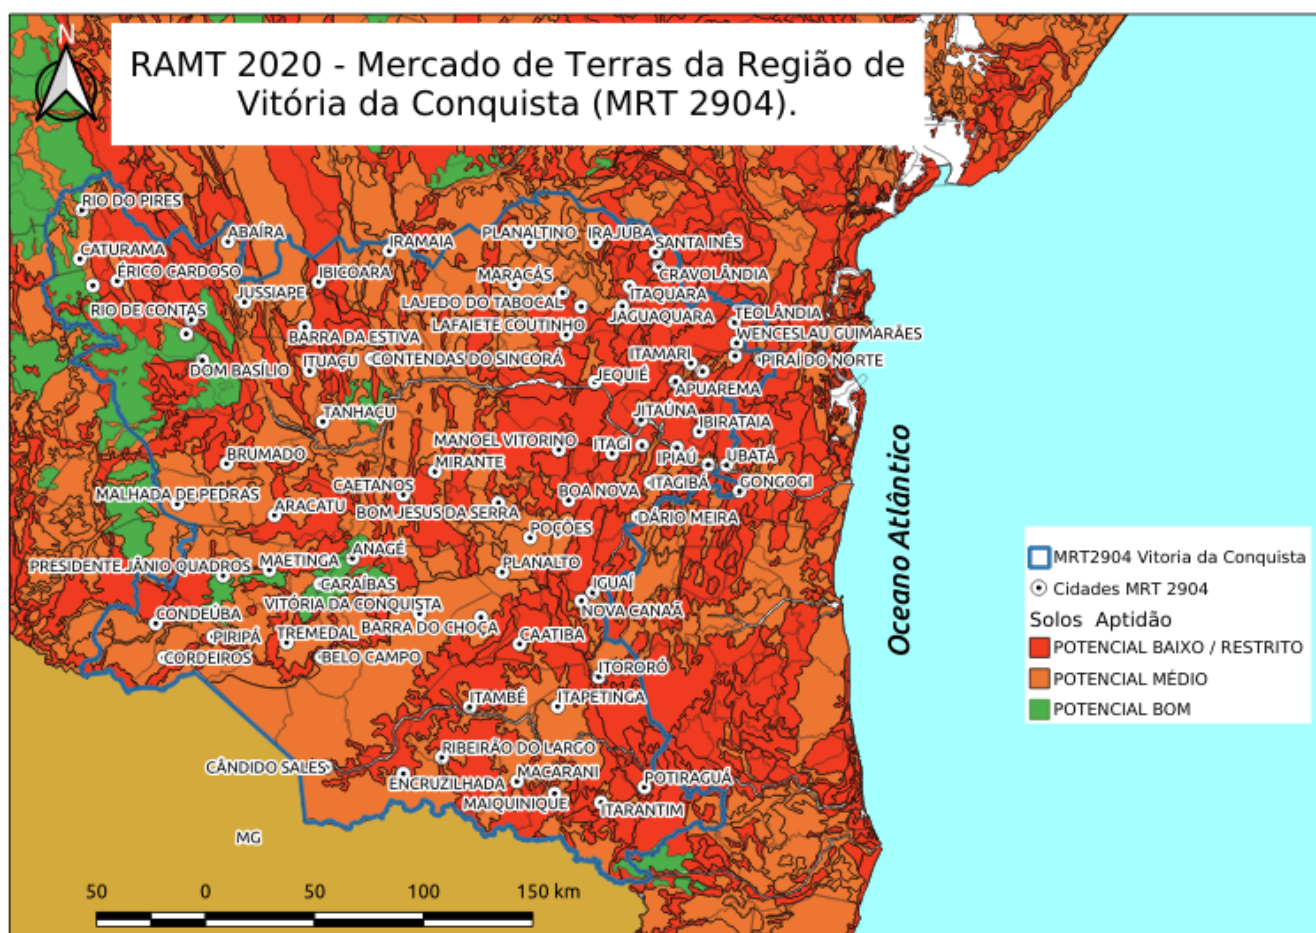 N
RAMT 2020 - Mercado de Terras da Região de
Vitória da Conquista (MRT 2904).
RIO DO PIRES
ABAÍRA
IRAMAIA
PLANALTINO
IRAJUBA
SANTA INÊS
CATURAMA
ÉRICO CARDOSO
IBICOARA
MARACÁS
CRAVOLÂNDIA
JUSSIAPE
LAJEDO DO TABOCAL
ITAQUARA
RIO DE CONTAS
JAGUAQUARA
TEOLÂNDIA
LAFAIETE COUTINHO
BARRA DA ESTIVA
WENCESLAU GUIMARÃES
DOM BASÍLIO
ITUAÇU
CONTENDAS DO SINCORÁ
ITAMARI
PIRAÍ DO NORTE
JEQUIÉ
APUAREMA
TANHAÇU
JITAÚNA
IBIRATAIA
MANOEL VITORINO
ITAGI
BRUMADO
MIRANTE
IPIAÚ
UBATÃ
MALHADA DE PEDRAS
CAETANOS
BOA NOVA
ITAGIBÁ
GONGOGI
ARACATU
BOM JESUS DA SERRA
DÁRIO MEIRA
POÇÕES
Oceano Atlântico
PRESIDENTE JÂNIO QUADROS
MAETINGA
ANAGÉ
PLANALTO
CARAÍBAS
IGUAÍ
VITÓRIA DA CONQUISTA
NOVA CANAÃ
CONDEÚBA
PIRIPÁ
TREMEDAL
BARRA DO CHOÇA
CAATIBA
CORDEIROS
BELO CAMPO
ITORORÓ
ITAMBÉ
ITAPETINGA
RIBEIRÃO DO LARGO
CÂNDIDO SALES
ENCRUZILHADA
MACARANI
POTIRAGUÁ
MAIQUINIQUE
ITARANTIM
MG
MRT2904 Vitoria da Conquista
Cidades MRT 2904
Solos Aptidão
POTENCIAL BAIXO / RESTRITO
POTENCIAL MÉDIO
POTENCIAL BOM
50 0 50 100 150 km